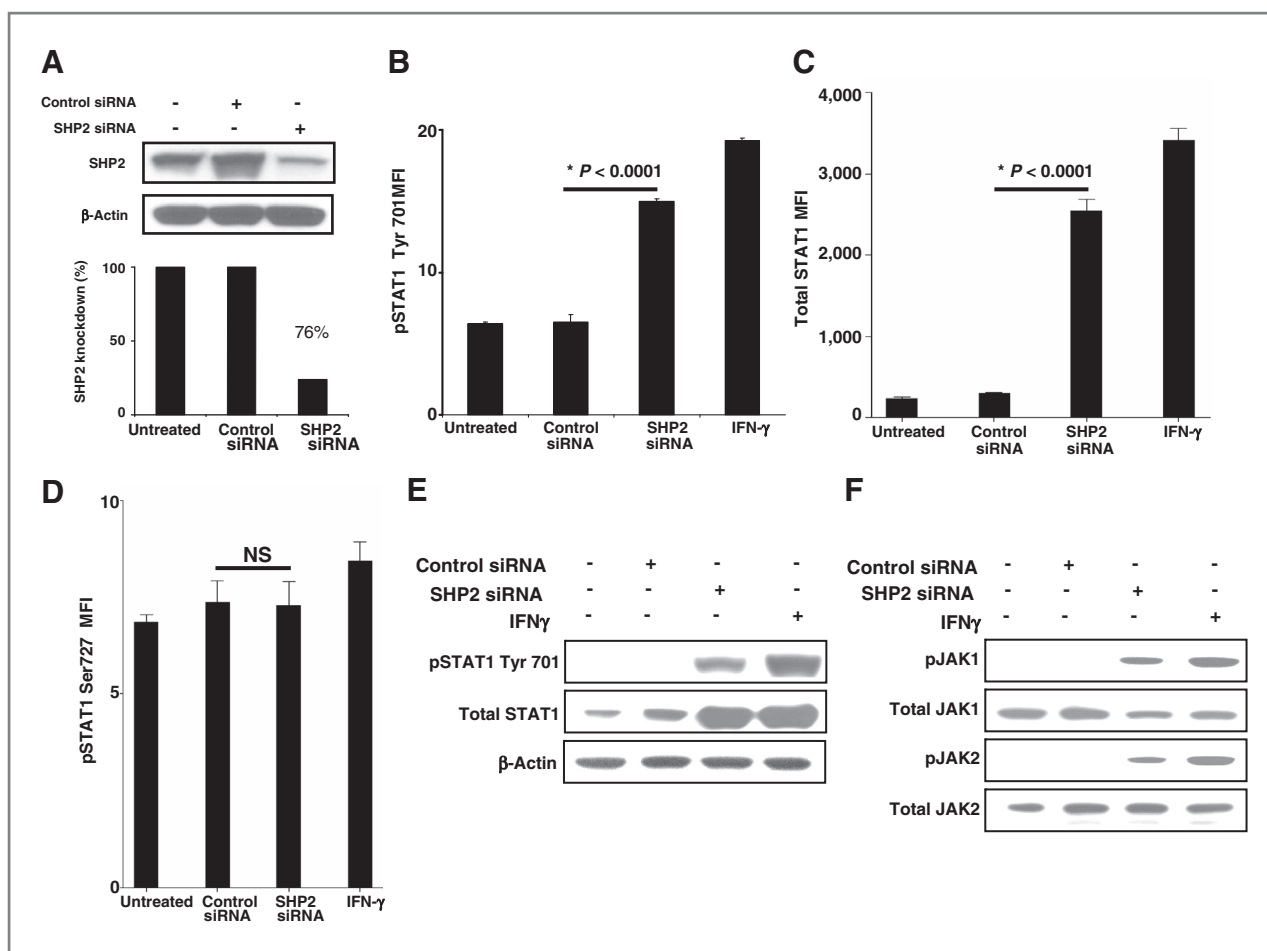 A
Control siRNA - + -
SHP2 siRNA - - +
SHP2
β-Actin
SHP2 knockdown (%)
100
50
0
76%
Untreated
Control siRNA
SHP2 siRNA
B
pSTAT1 Tyr 701MFI
20
10
0
* P < 0.0001
Untreated
Control siRNA
SHP2 siRNA
IFN-γ
C
Total STAT1 MFI
4,000
3,000
2,000
1,000
0
* P < 0.0001
Untreated
Control siRNA
SHP2 siRNA
IFN-γ
D
pSTAT1 Ser727 MFI
10
5
0
NS
Untreated
Control siRNA
SHP2 siRNA
IFN-γ
E
Control siRNA - + - -
SHP2 siRNA - - + -
IFNγ - - - +
pSTAT1 Tyr 701
Total STAT1
β-Actin
F
Control siRNA - + - -
SHP2 siRNA - - + -
IFNγ - - - +
pJAK1
Total JAK1
pJAK2
Total JAK2